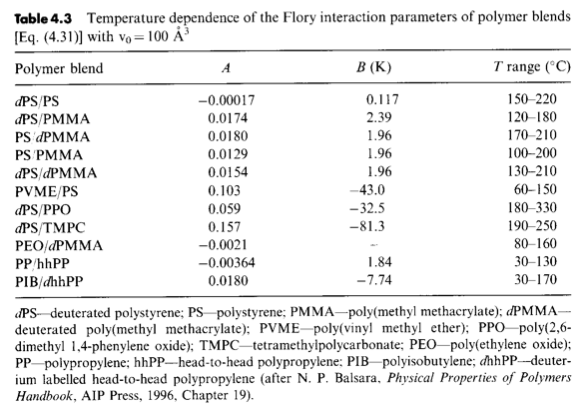 Table 4.3 Temperature dependence of the Flory interaction parameters of polymer blends
[Eq. (4.31)] with v₀ = 100 Å³
Polymer blend A B (K) T range (°C)
dPS/PS −0.00017 0.117 150–220
dPS/PMMA 0.0174 2.39 120–180
PS/dPMMA 0.0180 1.96 170–210
PS/PMMA 0.0129 1.96 100–200
dPS/dPMMA 0.0154 1.96 130–210
PVME/PS 0.103 −43.0 60–150
dPS/PPO 0.059 −32.5 180–330
dPS/TMPC 0.157 −81.3 190–250
PEO/dPMMA −0.0021 – 80–160
PP/hhPP −0.00364 1.84 30–130
PIB/dhhPP 0.0180 −7.74 30–170
dPS—deuterated polystyrene; PS—polystyrene; PMMA—poly(methyl methacrylate); dPMMA—
deuterated poly(methyl methacrylate); PVME—poly(vinyl methyl ether); PPO—poly(2,6-
dimethyl 1,4-phenylene oxide); TMPC—tetramethylpolycarbonate; PEO—poly(ethylene oxide);
PP—polypropylene; hhPP—head-to-head polypropylene; PIB—polyisobutylene; dhhPP—deuter-
ium labelled head-to-head polypropylene (after N. P. Balsara, Physical Properties of Polymers
Handbook, AIP Press, 1996, Chapter 19).